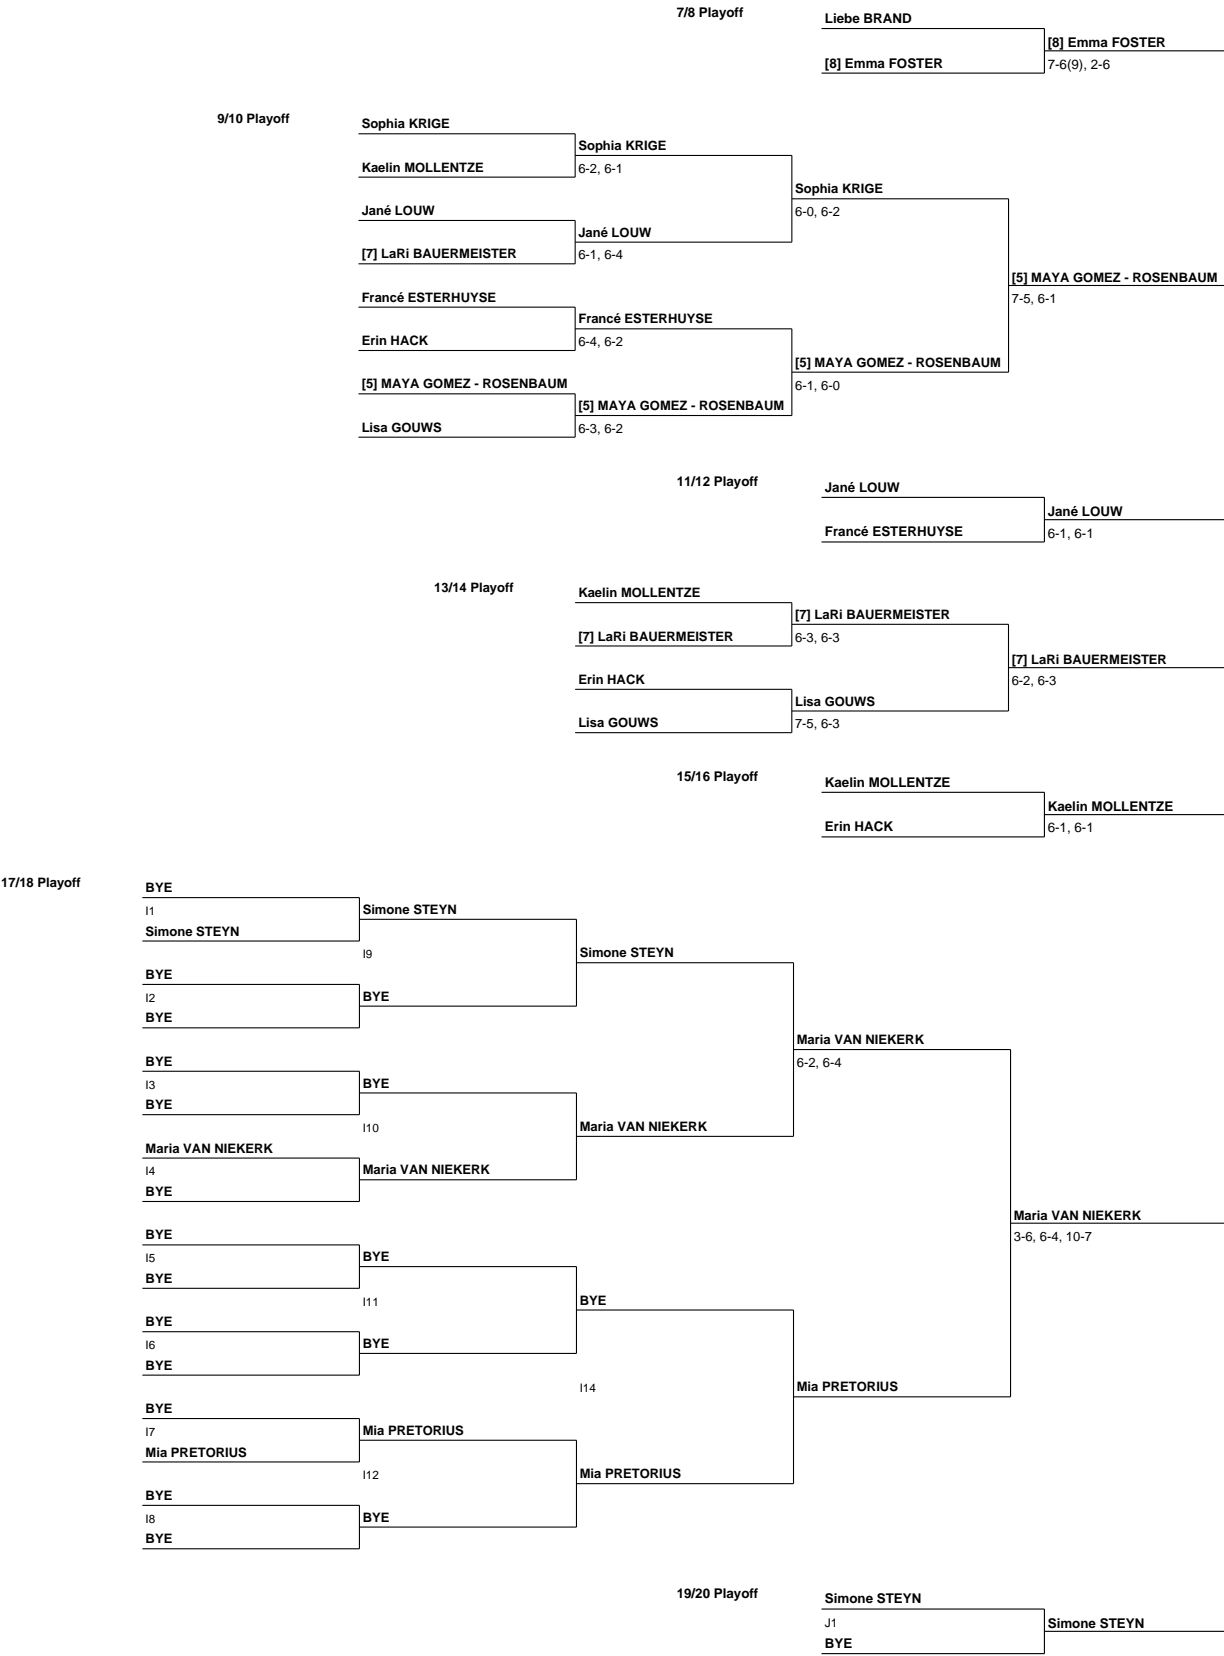 7/8 Playoff
Liebe BRAND
[8] Emma FOSTER
[8] Emma FOSTER
7-6(9), 2-6
9/10 Playoff
Sophia KRIGE
Sophia KRIGE
Kaelin MOLLENTZE
6-2, 6-1
Sophia KRIGE
Jané LOUW
6-0, 6-2
Jané LOUW
[7] LaRi BAUERMEISTER
6-1, 6-4
[5] MAYA GOMEZ - ROSENBAUM
Francé ESTERHUYSE
7-5, 6-1
Francé ESTERHUYSE
Erin HACK
6-4, 6-2
[5] MAYA GOMEZ - ROSENBAUM
[5] MAYA GOMEZ - ROSENBAUM
6-1, 6-0
[5] MAYA GOMEZ - ROSENBAUM
Lisa GOUWS
6-3, 6-2
11/12 Playoff
Jané LOUW
Jané LOUW
Francé ESTERHUYSE
6-1, 6-1
13/14 Playoff
Kaelin MOLLENTZE
[7] LaRi BAUERMEISTER
[7] LaRi BAUERMEISTER
6-3, 6-3
[7] LaRi BAUERMEISTER
Erin HACK
6-2, 6-3
Lisa GOUWS
Lisa GOUWS
7-5, 6-3
15/16 Playoff
Kaelin MOLLENTZE
Kaelin MOLLENTZE
Erin HACK
6-1, 6-1
17/18 Playoff
BYE
I1
Simone STEYN
Simone STEYN
I9
Simone STEYN
BYE
I2
BYE
BYE
Maria VAN NIEKERK
BYE
6-2, 6-4
I3
BYE
BYE
I10
Maria VAN NIEKERK
Maria VAN NIEKERK
I4
Maria VAN NIEKERK
BYE
Maria VAN NIEKERK
BYE
3-6, 6-4, 10-7
I5
BYE
BYE
I11
BYE
BYE
I6
BYE
BYE
I14
Mia PRETORIUS
BYE
I7
Mia PRETORIUS
Mia PRETORIUS
I12
Mia PRETORIUS
BYE
I8
BYE
BYE
19/20 Playoff
Simone STEYN
J1
Simone STEYN
BYE